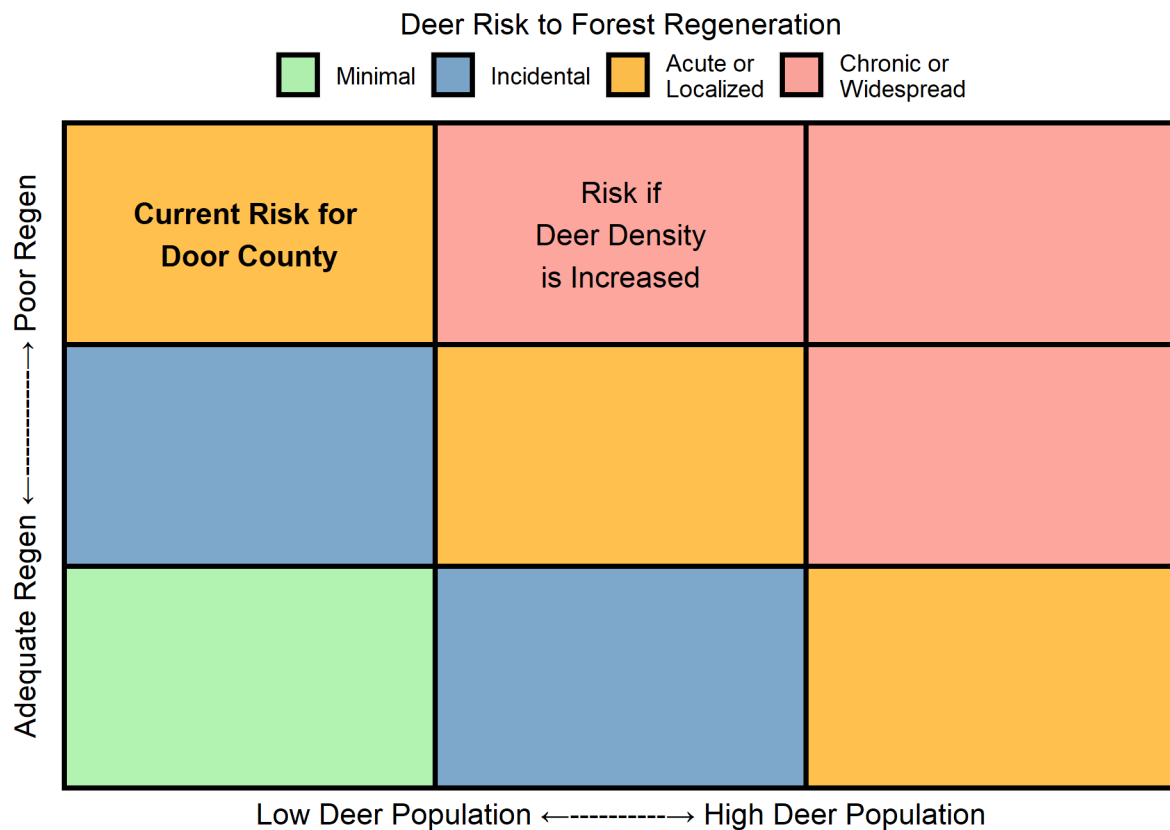 Deer Risk to Forest Regeneration
Minimal
Incidental
Acute or
Localized
Chronic or
Widespread
Current Risk for
Door County
Risk if
Deer Density
is Increased
Adequate Regen ←-----------→ Poor Regen
Low Deer Population ←----------→ High Deer Population